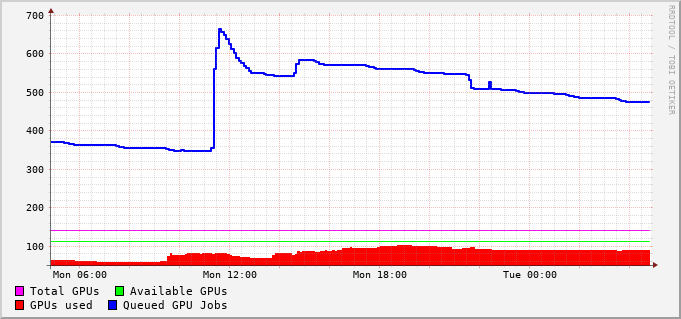 700
600
500
400
300
200
100
Mon 06:00 Mon 12:00 Mon 18:00 Tue 00:00
Total GPUs Available GPUs
GPUs used Queued GPU Jobs
RRDTOOL / TOBI OETIKER